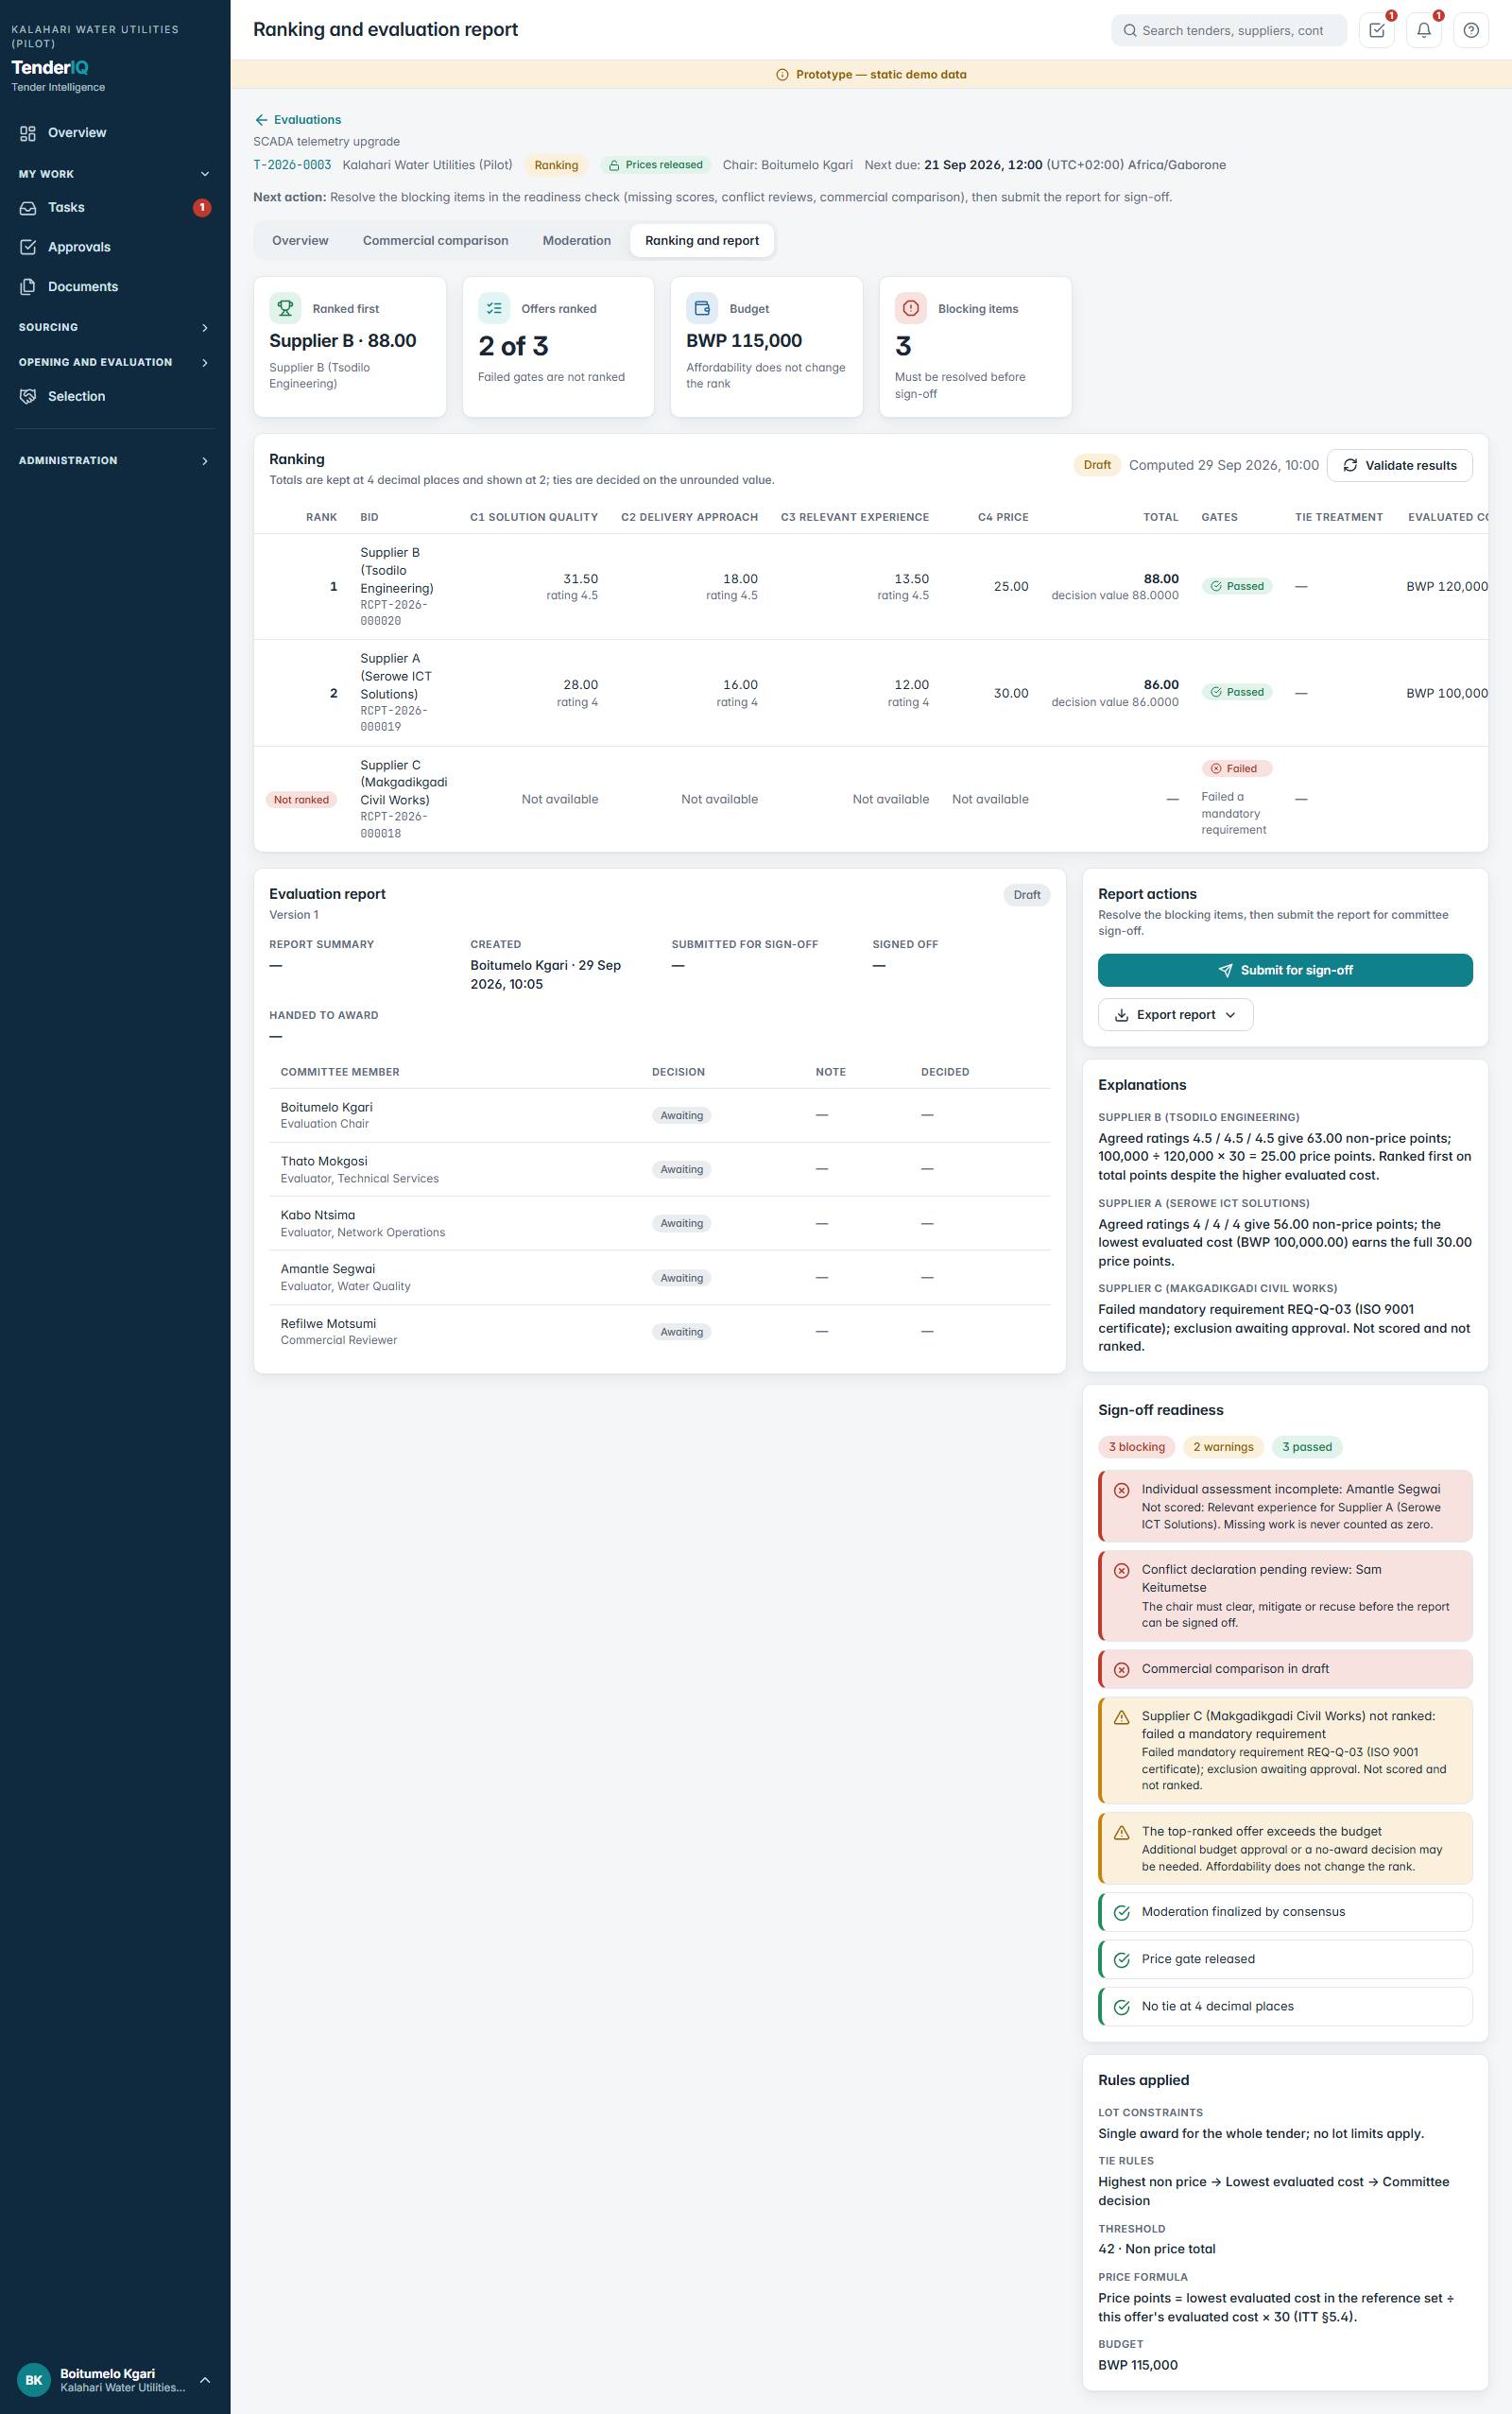 KALAHARI WATER UTILITIES
(PILOT)
TenderIQ
Tender Intelligence
Overview
MY WORK
Tasks 1
Approvals
Documents
SOURCING
OPENING AND EVALUATION
Selection
ADMINISTRATION
BK
Boitumelo Kgari
Kalahari Water Utilities...
Ranking and evaluation report
Search tenders, suppliers, cont
1
1
Prototype — static demo data
Evaluations
SCADA telemetry upgrade
T-2026-0003 Kalahari Water Utilities (Pilot) Ranking Prices released Chair: Boitumelo Kgari Next due: 21 Sep 2026, 12:00 (UTC+02:00) Africa/Gaborone
Next action: Resolve the blocking items in the readiness check (missing scores, conflict reviews, commercial comparison), then submit the report for sign-off.
Overview Commercial comparison Moderation Ranking and report
Ranked first
Supplier B · 88.00
Supplier B (Tsodilo
Engineering)
Offers ranked
2 of 3
Failed gates are not ranked
Budget
BWP 115,000
Affordability does not change
the rank
Blocking items
3
Must be resolved before
sign-off
Ranking
Totals are kept at 4 decimal places and shown at 2; ties are decided on the unrounded value.
Draft Computed 29 Sep 2026, 10:00 Validate results
RANK BID C1 SOLUTION QUALITY C2 DELIVERY APPROACH C3 RELEVANT EXPERIENCE C4 PRICE TOTAL GATES TIE TREATMENT EVALUATED CO
1
Supplier B
(Tsodilo
Engineering)
RCPT-2026-
000020
31.50
rating 4.5
18.00
rating 4.5
13.50
rating 4.5
25.00
88.00
decision value 88.0000
Passed
—
BWP 120,000
2
Supplier A
(Serowe ICT
Solutions)
RCPT-2026-
000019
28.00
rating 4
16.00
rating 4
12.00
rating 4
30.00
86.00
decision value 86.0000
Passed
—
BWP 100,000
Not ranked
Supplier C
(Makgadikgadi
Civil Works)
RCPT-2026-
000018
Not available
Not available
Not available
Not available
—
Failed
Failed a
mandatory
requirement
—
Evaluation report
Version 1
Draft
REPORT SUMMARY
—
CREATED
Boitumelo Kgari · 29 Sep
2026, 10:05
SUBMITTED FOR SIGN-OFF
—
SIGNED OFF
—
HANDED TO AWARD
—
COMMITTEE MEMBER DECISION NOTE DECIDED
Boitumelo Kgari
Evaluation Chair
Awaiting — —
Thato Mokgosi
Evaluator, Technical Services
Awaiting — —
Kabo Ntsima
Evaluator, Network Operations
Awaiting — —
Amantle Segwai
Evaluator, Water Quality
Awaiting — —
Refilwe Motsumi
Commercial Reviewer
Awaiting — —
Report actions
Resolve the blocking items, then submit the report for committee
sign-off.
Submit for sign-off
Export report
Explanations
SUPPLIER B (TSODILO ENGINEERING)
Agreed ratings 4.5 / 4.5 / 4.5 give 63.00 non-price points;
100,000 ÷ 120,000 × 30 = 25.00 price points. Ranked first on
total points despite the higher evaluated cost.
SUPPLIER A (SEROWE ICT SOLUTIONS)
Agreed ratings 4 / 4 / 4 give 56.00 non-price points; the
lowest evaluated cost (BWP 100,000.00) earns the full 30.00
price points.
SUPPLIER C (MAKGADIKGADI CIVIL WORKS)
Failed mandatory requirement REQ-Q-03 (ISO 9001
certificate); exclusion awaiting approval. Not scored and not
ranked.
Sign-off readiness
3 blocking 2 warnings 3 passed
Individual assessment incomplete: Amantle Segwai
Not scored: Relevant experience for Supplier A (Serowe
ICT Solutions). Missing work is never counted as zero.
Conflict declaration pending review: Sam
Keitumetse
The chair must clear, mitigate or recuse before the report
can be signed off.
Commercial comparison in draft
Supplier C (Makgadikgadi Civil Works) not ranked:
failed a mandatory requirement
Failed mandatory requirement REQ-Q-03 (ISO 9001
certificate); exclusion awaiting approval. Not scored and
not ranked.
The top-ranked offer exceeds the budget
Additional budget approval or a no-award decision may
be needed. Affordability does not change the rank.
Moderation finalized by consensus
Price gate released
No tie at 4 decimal places
Rules applied
LOT CONSTRAINTS
Single award for the whole tender; no lot limits apply.
TIE RULES
Highest non price → Lowest evaluated cost → Committee
decision
THRESHOLD
42 · Non price total
PRICE FORMULA
Price points = lowest evaluated cost in the reference set ÷
this offer's evaluated cost × 30 (ITT §5.4).
BUDGET
BWP 115,000